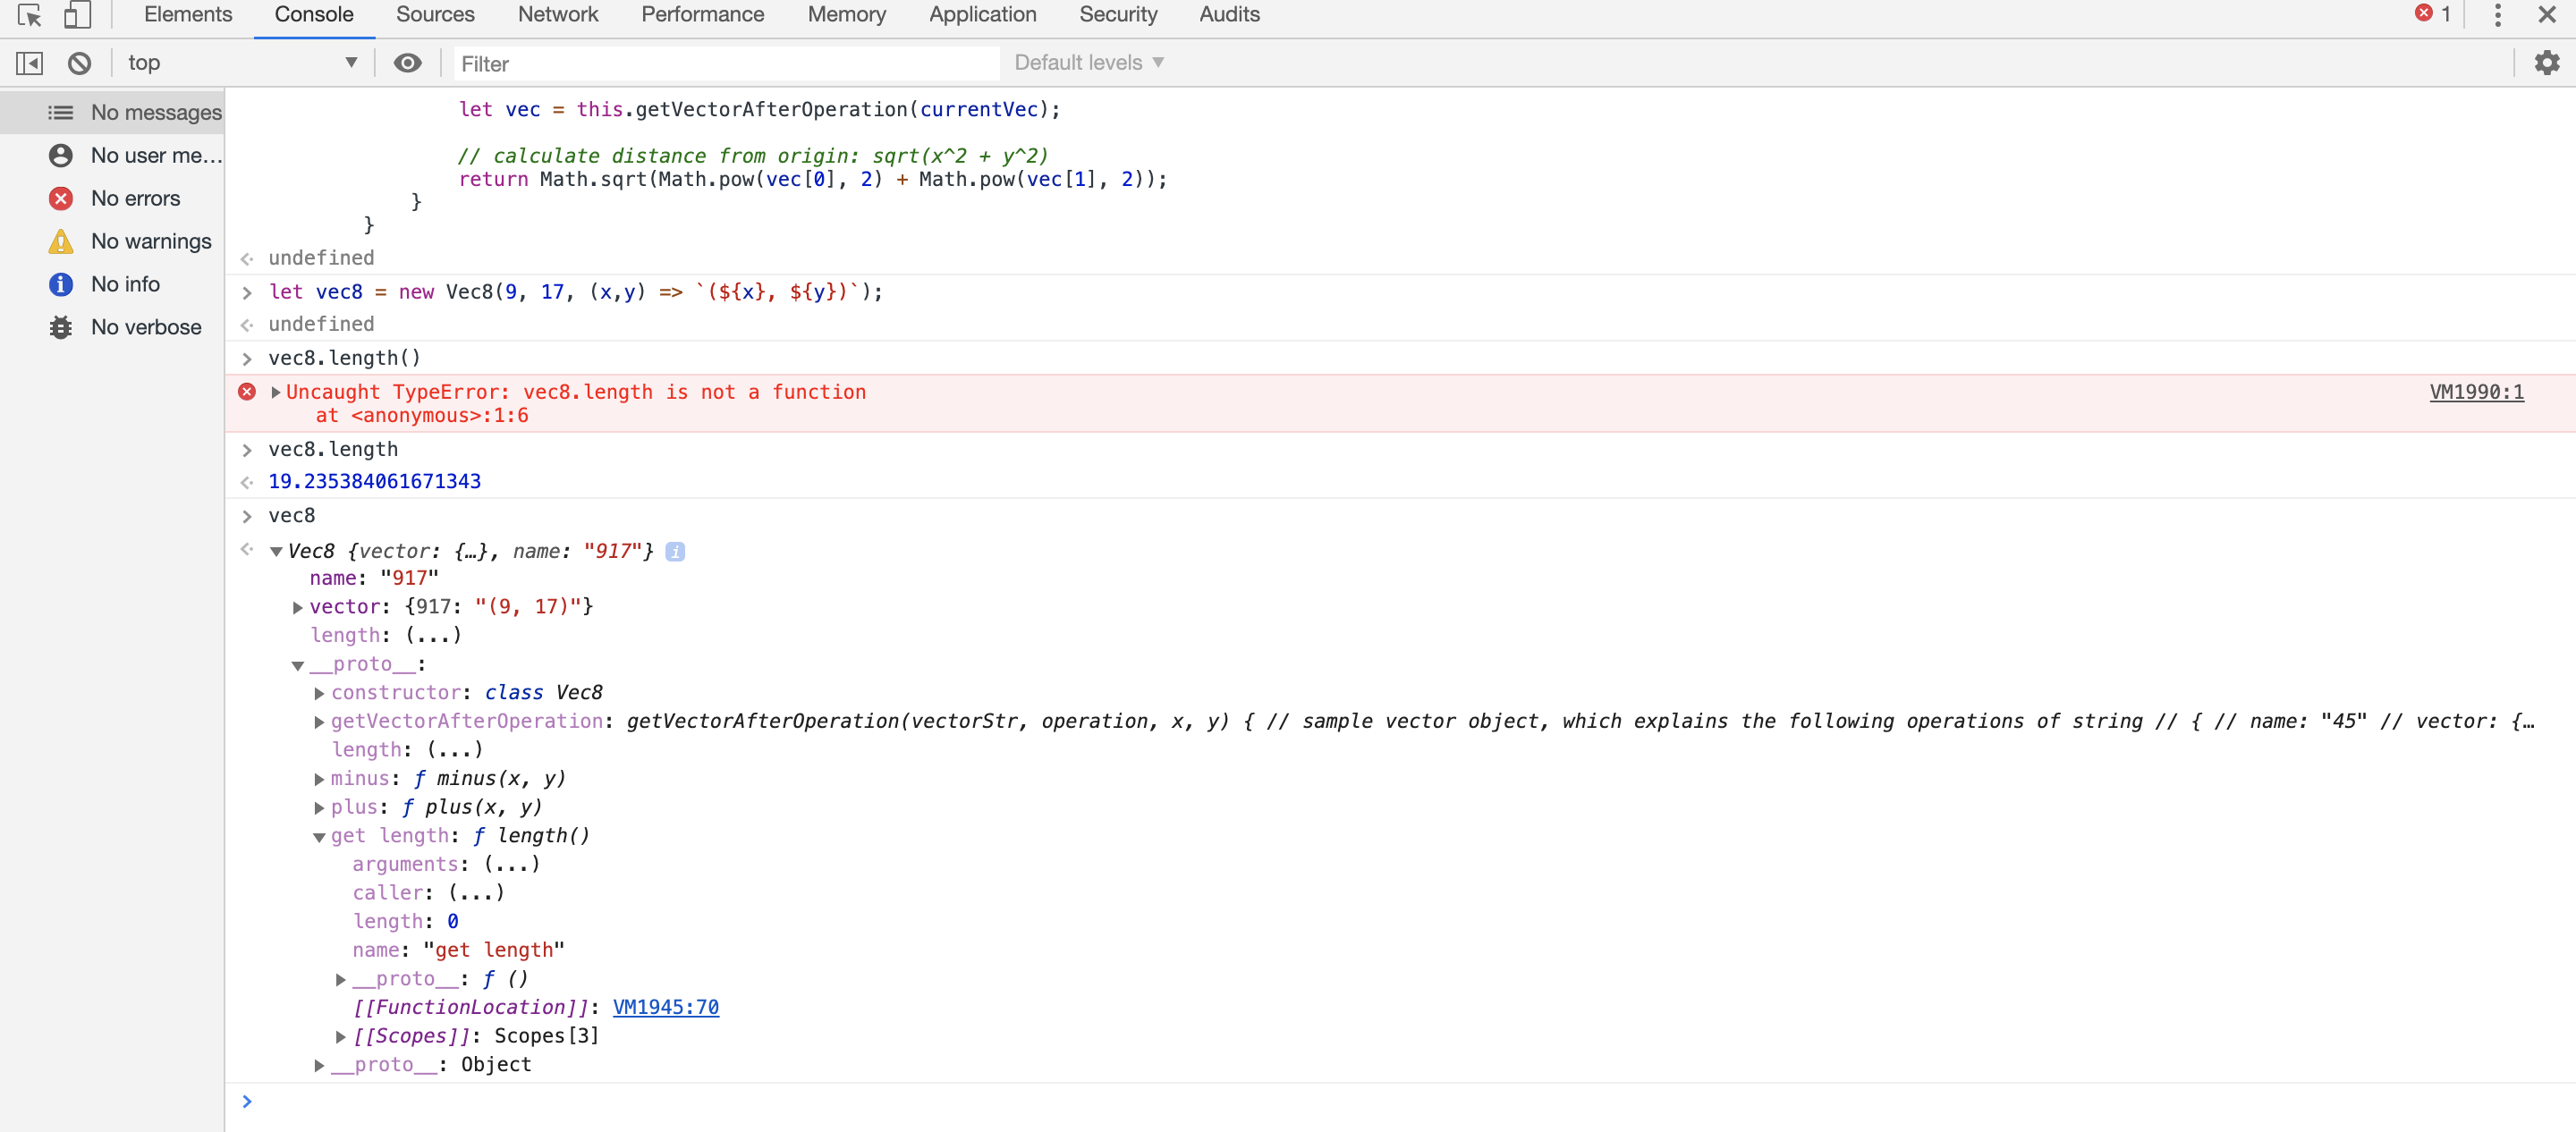 Elements Console Sources Network Performance Memory Application Security Audits 1
top Filter Default levels
No messages
No user me...
No errors
No warnings
No info
No verbose
let vec = this.getVectorAfterOperation(currentVec);
// calculate distance from origin: sqrt(x^2 + y^2)
return Math.sqrt(Math.pow(vec[0], 2) + Math.pow(vec[1], 2));
}
}
undefined
let vec8 = new Vec8(9, 17, (x,y) => `(${x}, ${y})`);
undefined
vec8.length()
Uncaught TypeError: vec8.length is not a function VM1990:1
at <anonymous>:1:6
vec8.length
19.235384061671343
vec8
Vec8 {vector: {…}, name: "917"} i
name: "917"
vector: {917: "(9, 17)"}
length: (...)
__proto__:
constructor: class Vec8
getVectorAfterOperation: getVectorAfterOperation(vectorStr, operation, x, y) { // sample vector object, which explains the following operations of string // { // name: "45" // vector: {…
length: (...)
minus: ƒ minus(x, y)
plus: ƒ plus(x, y)
get length: ƒ length()
arguments: (...)
caller: (...)
length: 0
name: "get length"
__proto__: ƒ ()
[[FunctionLocation]]: VM1945:70
[[Scopes]]: Scopes[3]
__proto__: Object